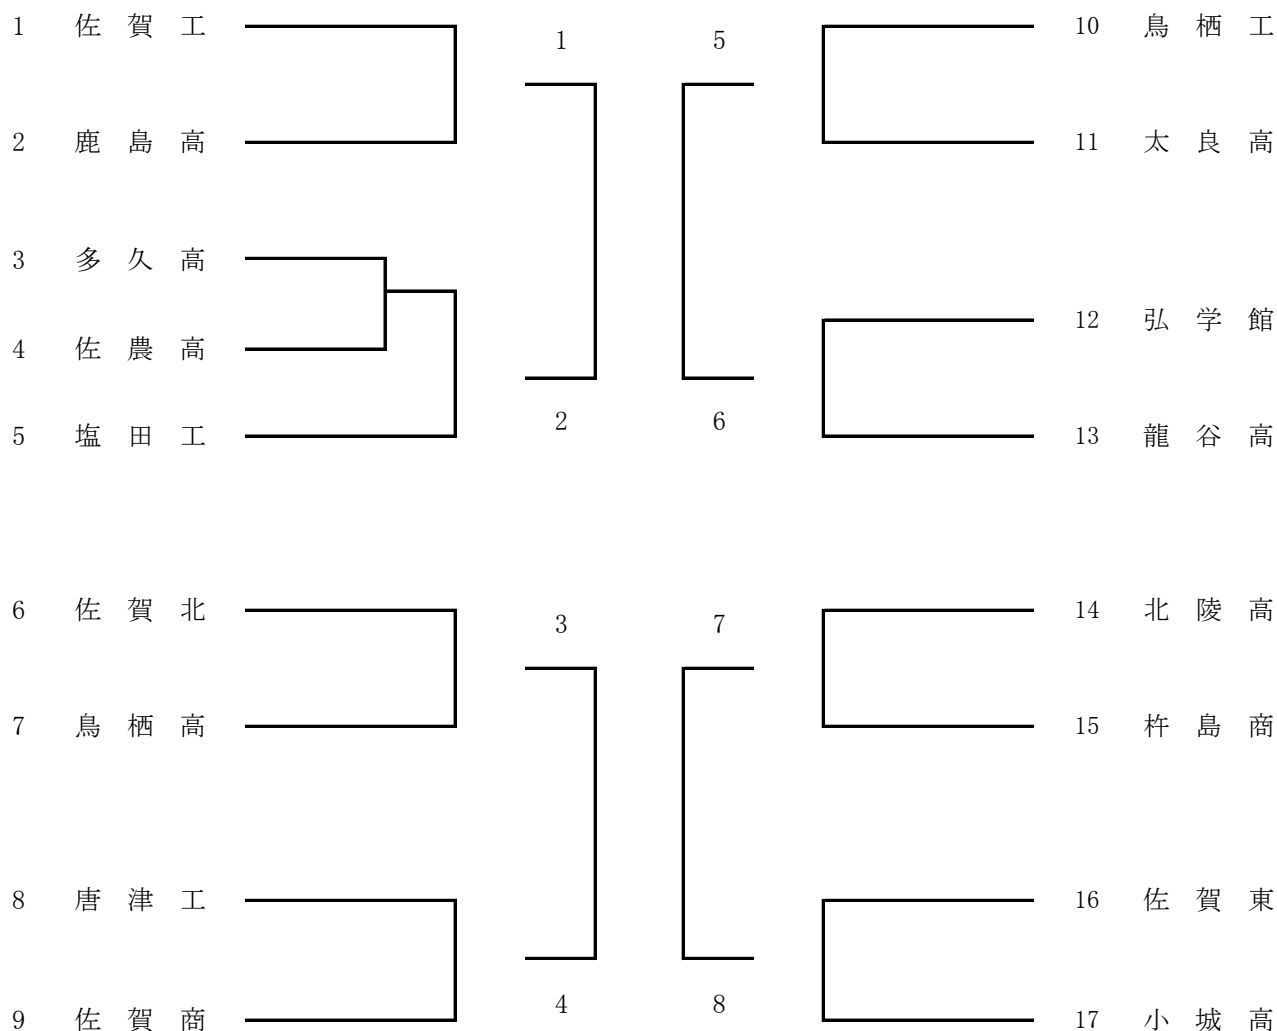 1 佐賀工
2 鹿島高
3 多久高
4 佐農高
5 塩田工
6 佐賀北
7 鳥栖高
8 唐津工
9 佐賀商
1
2
3
4
5
6
7
8
10 鳥栖工
11 太良高
12 弘学館
13 龍谷高
14 北陵高
15 杵島商
16 佐賀東
17 小城高